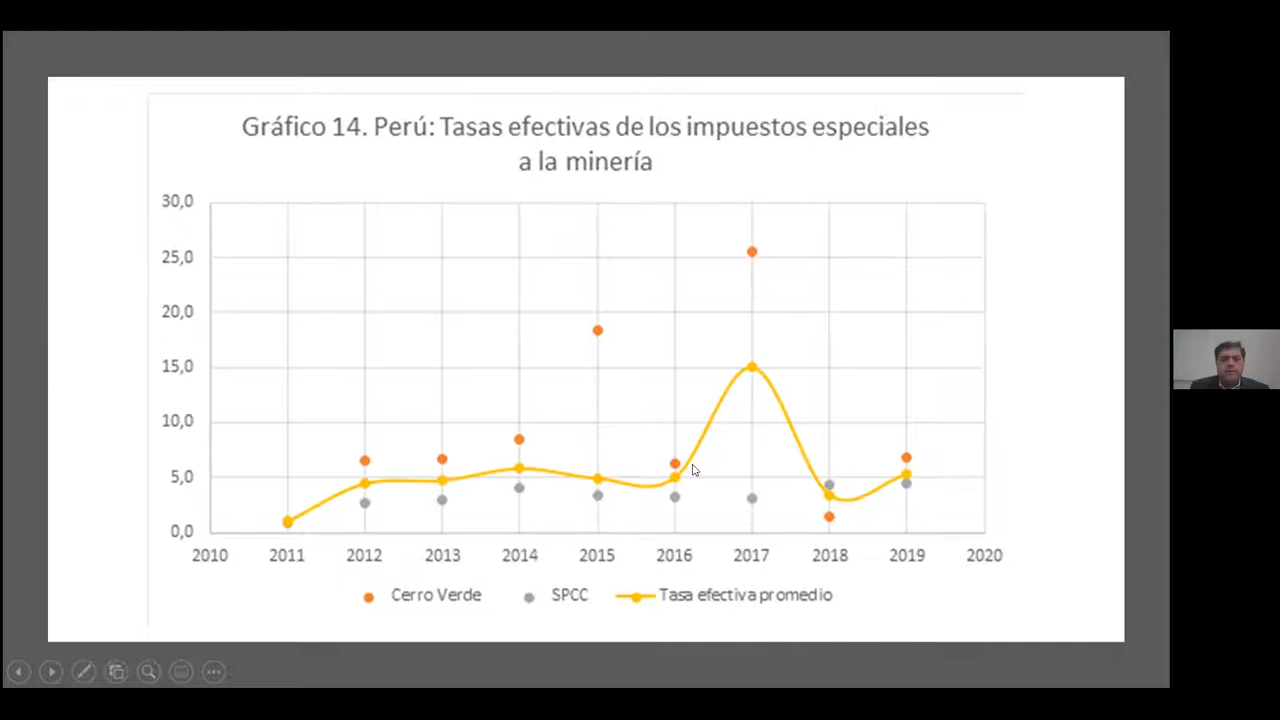 Gráfico 14. Perú: Tasas efectivas de los impuestos especiales
a la minería
30,0
25,0
20,0
15,0
10,0
5,0
0,0
2010 2011 2012 2013 2014 2015 2016 2017 2018 2019 2020
Cerro Verde SPCC Tasa efectiva promedio